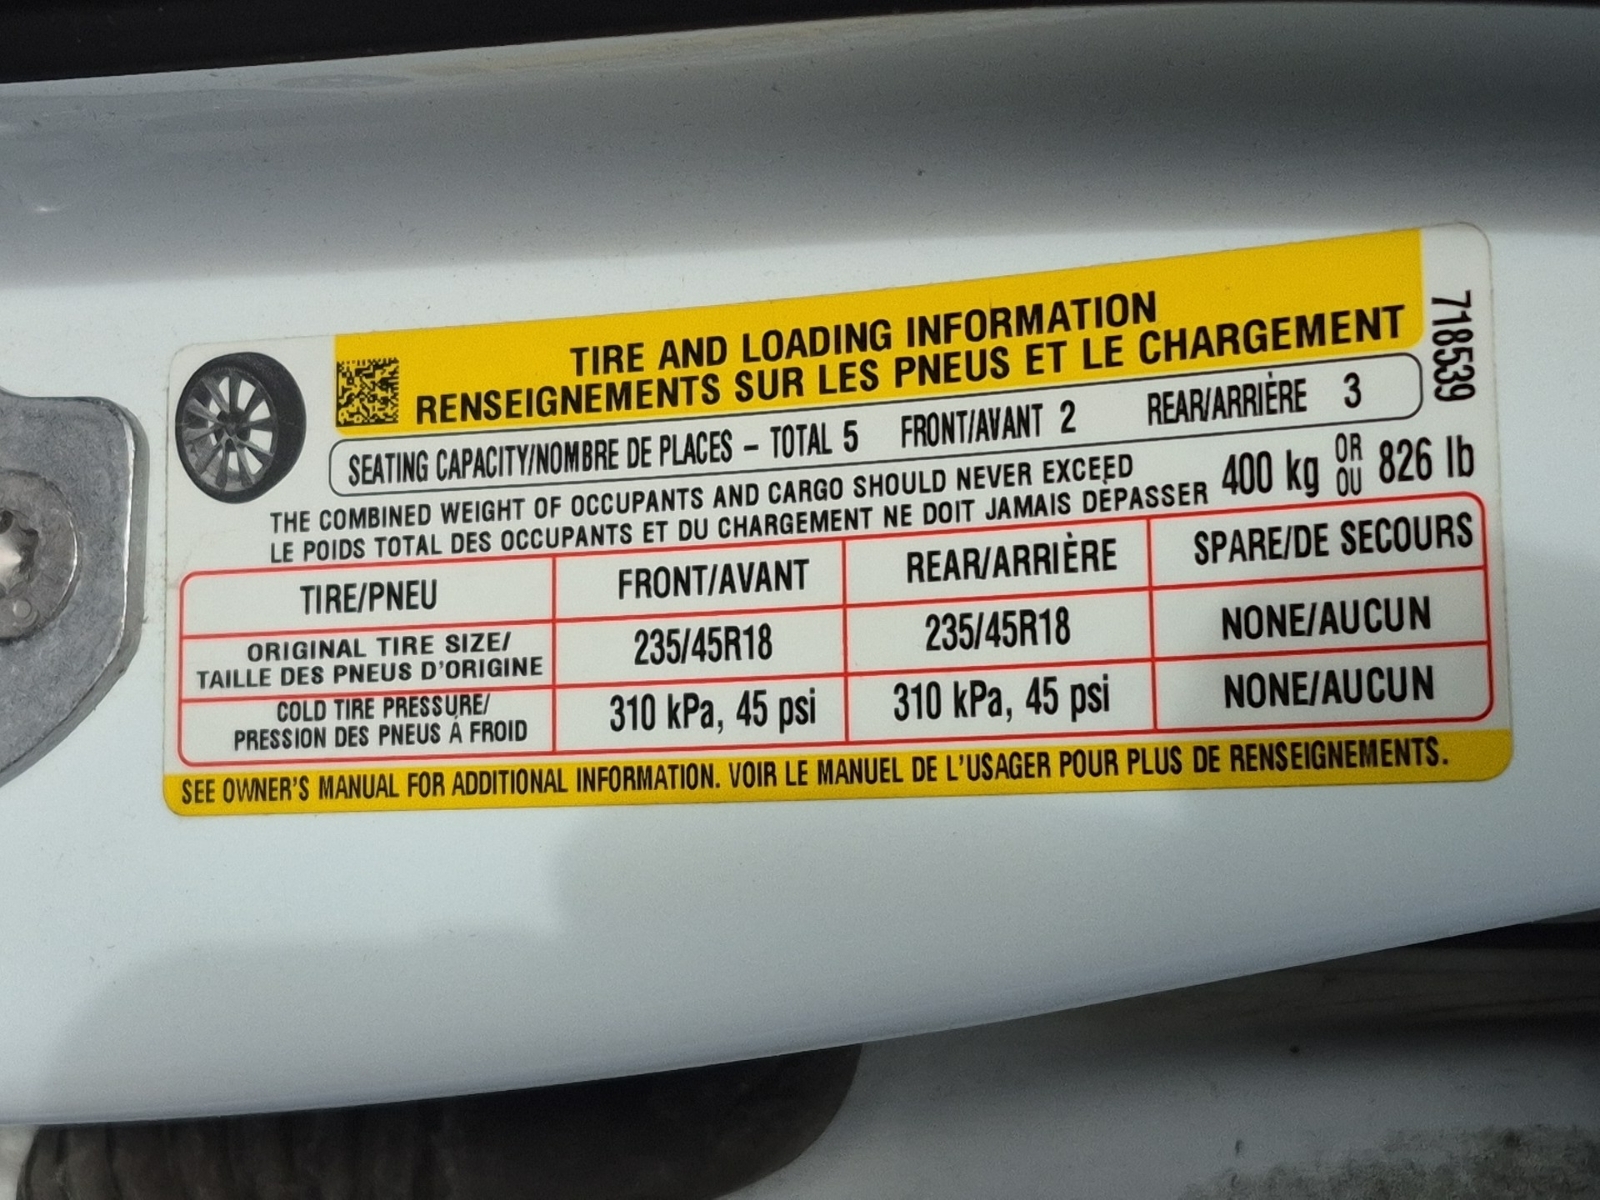 TIRE AND LOADING INFORMATION
RENSEIGNEMENTS SUR LES PNEUS ET LE CHARGEMENT
718539
SEATING CAPACITY/NOMBRE DE PLACES – TOTAL 5 FRONT/AVANT 2 REAR/ARRIÈRE 3
THE COMBINED WEIGHT OF OCCUPANTS AND CARGO SHOULD NEVER EXCEED
LE POIDS TOTAL DES OCCUPANTS ET DU CHARGEMENT NE DOIT JAMAIS DÉPASSER
400 kg OR OU 826 lb
TIRE/PNEU FRONT/AVANT REAR/ARRIÈRE SPARE/DE SECOURS
ORIGINAL TIRE SIZE/
TAILLE DES PNEUS D'ORIGINE
235/45R18 235/45R18 NONE/AUCUN
COLD TIRE PRESSURE/
PRESSION DES PNEUS À FROID
310 kPa, 45 psi 310 kPa, 45 psi NONE/AUCUN
SEE OWNER'S MANUAL FOR ADDITIONAL INFORMATION. VOIR LE MANUEL DE L'USAGER POUR PLUS DE RENSEIGNEMENTS.